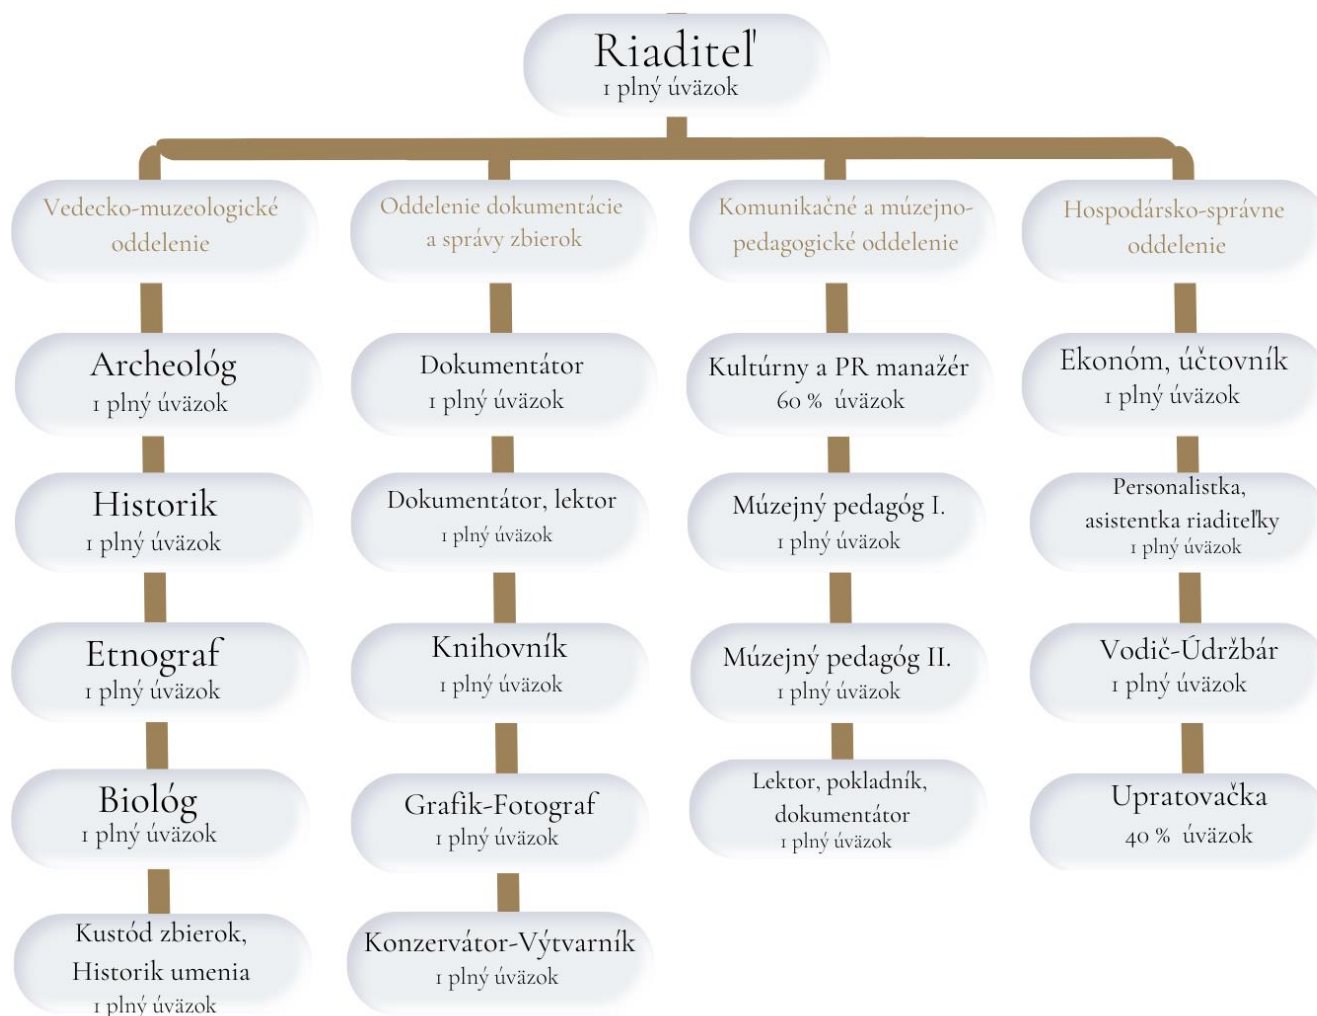 Riaditeľ
1 plný úväzok
Vedecko-muzeologické
oddelenie
Archeológ
1 plný úväzok
Historik
1 plný úväzok
Etnograf
1 plný úväzok
Biológ
1 plný úväzok
Kustód zbierok,
Historik umenia
1 plný úväzok
Oddelenie dokumentácie
a správy zbierok
Dokumentátor
1 plný úväzok
Dokumentátor, lektor
1 plný úväzok
Knihovník
1 plný úväzok
Grafik-Fotograf
1 plný úväzok
Konzervátor-Výtvarník
1 plný úväzok
Komunikačné a múzejno-
pedagogické oddelenie
Kultúrny a PR manažér
60 % úväzok
Múzejný pedagóg I.
1 plný úväzok
Múzejný pedagóg II.
1 plný úväzok
Lektor, pokladník,
dokumentátor
1 plný úväzok
Hospodársko-správne
oddelenie
Ekonóm, účtovník
1 plný úväzok
Personalistka,
asistentka riaditeľky
1 plný úväzok
Vodič-Údržbár
1 plný úväzok
Upratovačka
40 % úväzok